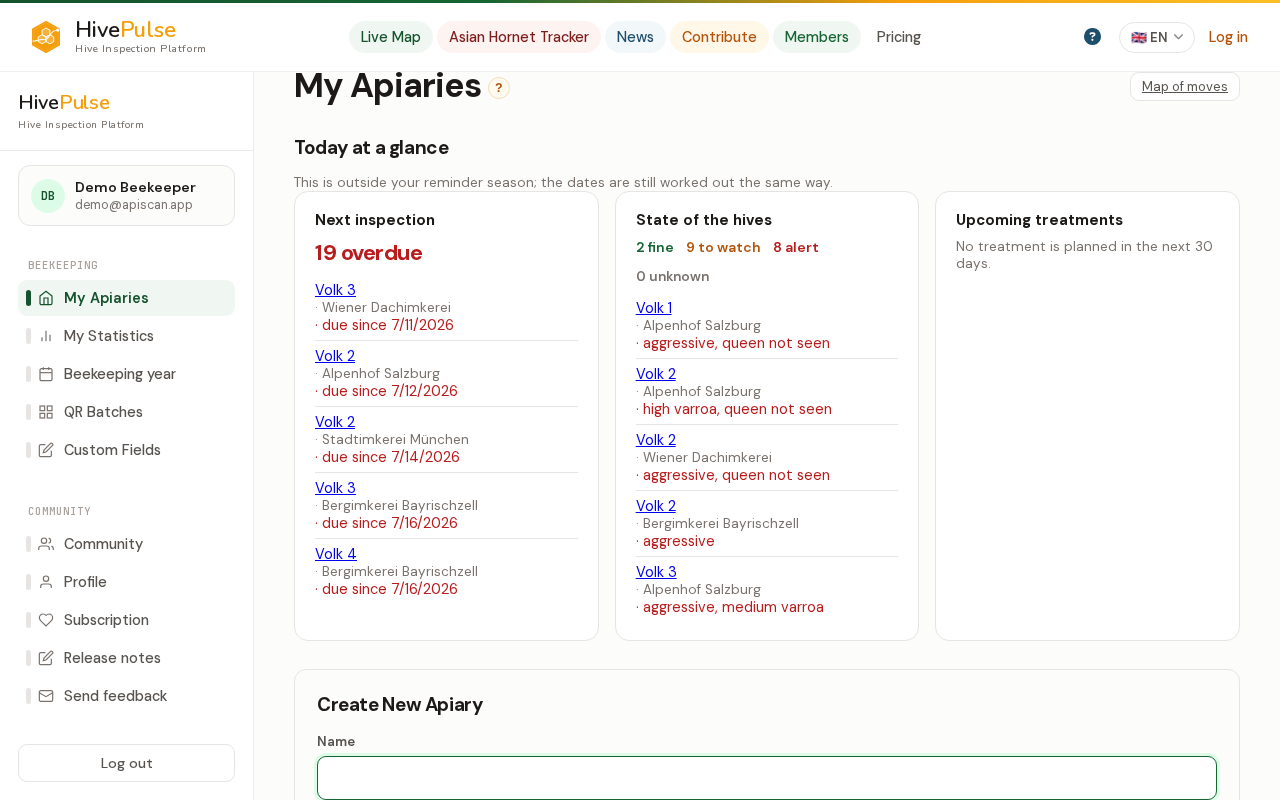 HivePulse
Hive Inspection Platform
Live Map
Asian Hornet Tracker
News
Contribute
Members
Pricing
?
EN
Log in
HivePulse
Hive Inspection Platform
DB
Demo Beekeeper
demo@apiscan.app
BEEKEEPING
My Apiaries
My Statistics
Beekeeping year
QR Batches
Custom Fields
COMMUNITY
Community
Profile
Subscription
Release notes
Send feedback
Log out
My Apiaries ?
Map of moves
Today at a glance
This is outside your reminder season; the dates are still worked out the same way.
Next inspection
19 overdue
Volk 3
· Wiener Dachimkerei
· due since 7/11/2026
Volk 2
· Alpenhof Salzburg
· due since 7/12/2026
Volk 2
· Stadtimkerei München
· due since 7/14/2026
Volk 3
· Bergimkerei Bayrischzell
· due since 7/16/2026
Volk 4
· Bergimkerei Bayrischzell
· due since 7/16/2026
State of the hives
2 fine 9 to watch 8 alert
0 unknown
Volk 1
· Alpenhof Salzburg
· aggressive, queen not seen
Volk 2
· Alpenhof Salzburg
· high varroa, queen not seen
Volk 2
· Wiener Dachimkerei
· aggressive, queen not seen
Volk 2
· Bergimkerei Bayrischzell
· aggressive
Volk 3
· Alpenhof Salzburg
· aggressive, medium varroa
Upcoming treatments
No treatment is planned in the next 30
days.
Create New Apiary
Name